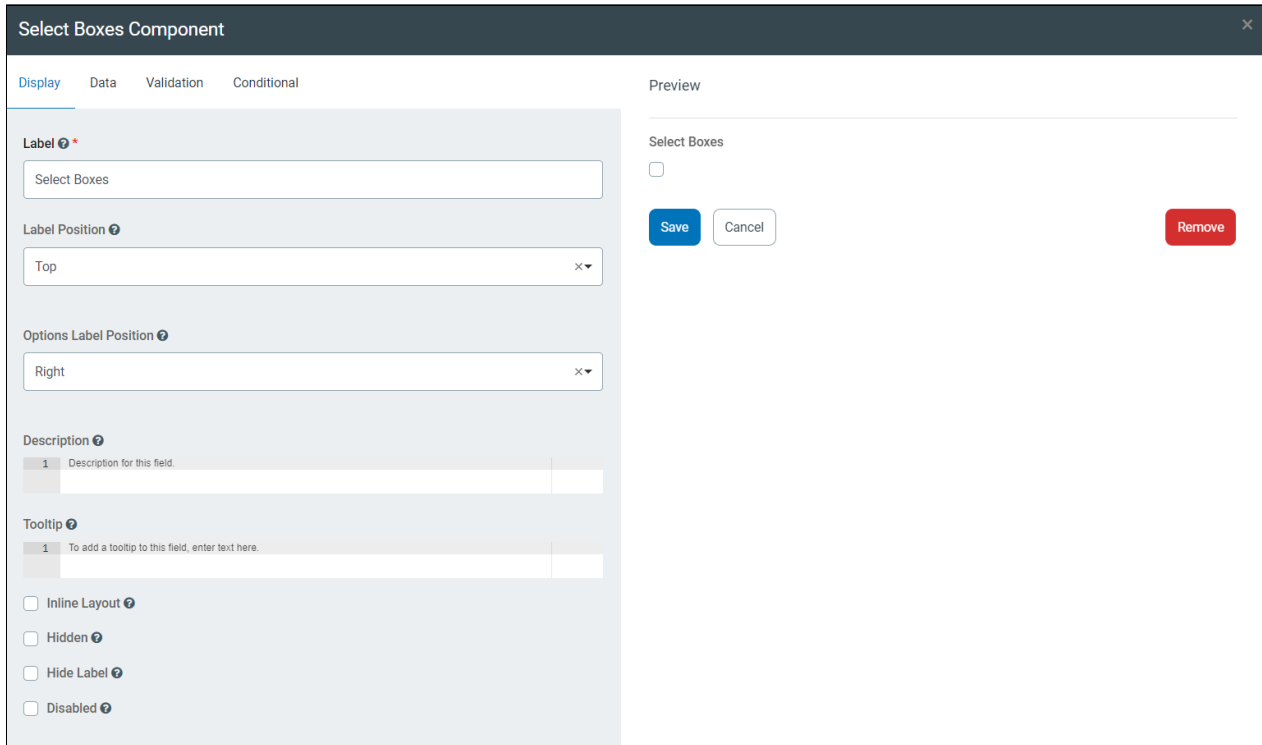 Select Boxes Component
×
Display Data Validation Conditional
Label *
Select Boxes
Label Position
Top
Options Label Position
Right
Description
1 Description for this field.
Tooltip
1 To add a tooltip to this field, enter text here.
Inline Layout
Hidden
Hide Label
Disabled
Preview
Select Boxes
Save Cancel Remove